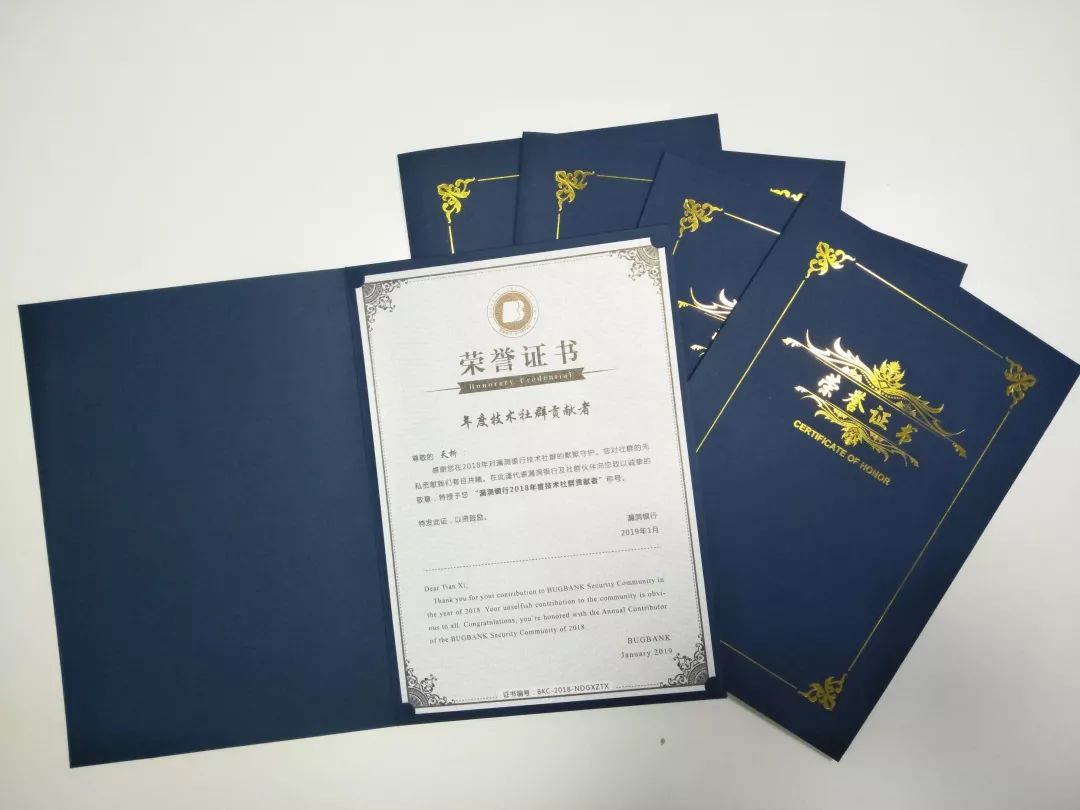 荣誉证书
Honorary Credential
年度技术社群贡献者
尊敬的 天析 :
感谢您在2018年对漏洞银行技术社群的默默守护。您对社群的无
私贡献我们有目共睹。在此谨代表漏洞银行及社群伙伴向您致以诚挚的
敬意，特授予您 “漏洞银行2018年度技术社群贡献者” 称号。
特发此证，以资鼓励。
漏洞银行
2019年1月
Dear Tian Xi,
Thank you for your contribution to BUGBANK Security Community in
the year of 2018. Your unselfish contribution to the community is obvi-
ous to all. Congratulations, you're honored with the Annual Contributor
of the BUGBANK Security Community of 2018.
BUGBANK
January 2019
证书编号：BKC-2018-NDGXZTX
荣誉证书
CERTIFICATE OF HONOR